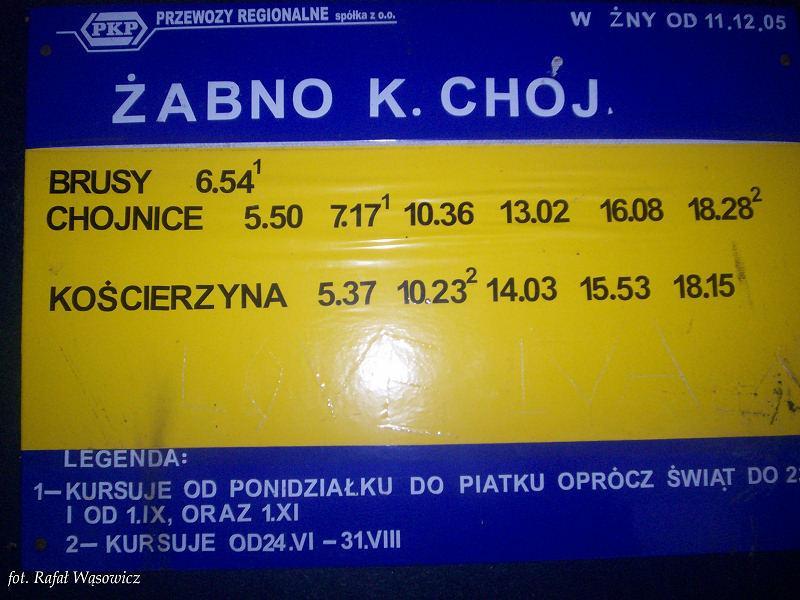 PKP PRZEWOZY REGIONALNE spółka z o.o.
W ŻNY OD 11.12.05
ŻABNO K. CHOJ.
BRUSY 6.54¹
CHOJNICE 5.50 7.17¹ 10.36 13.02 16.08 18.28²
KOŚCIERZYNA 5.37 10.23² 14.03 15.53 18.15
LEGENDA:
1–KURSUJE OD PONIDZIAŁKU DO PIATKU OPRÒCZ ŚWIĄT DO
I OD 1.IX, ORAZ 1.XI
2– KURSUJE OD24.VI – 31.VIII
fot. Rafał Wąsowicz